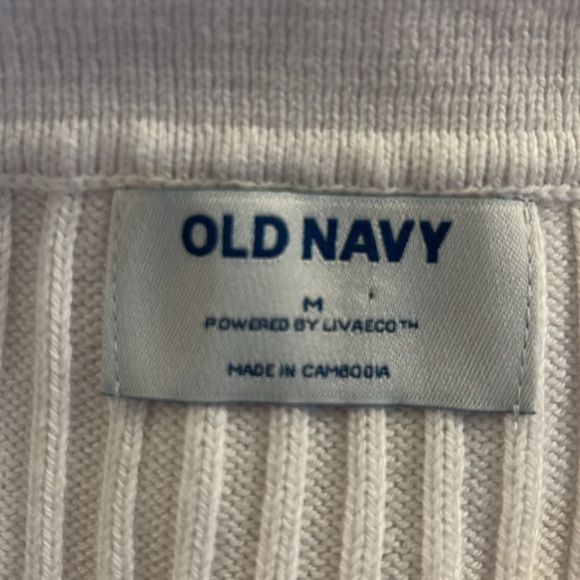 OLD NAVY
M
POWERED BY LIVAECO™
MADE IN CAMBODIA